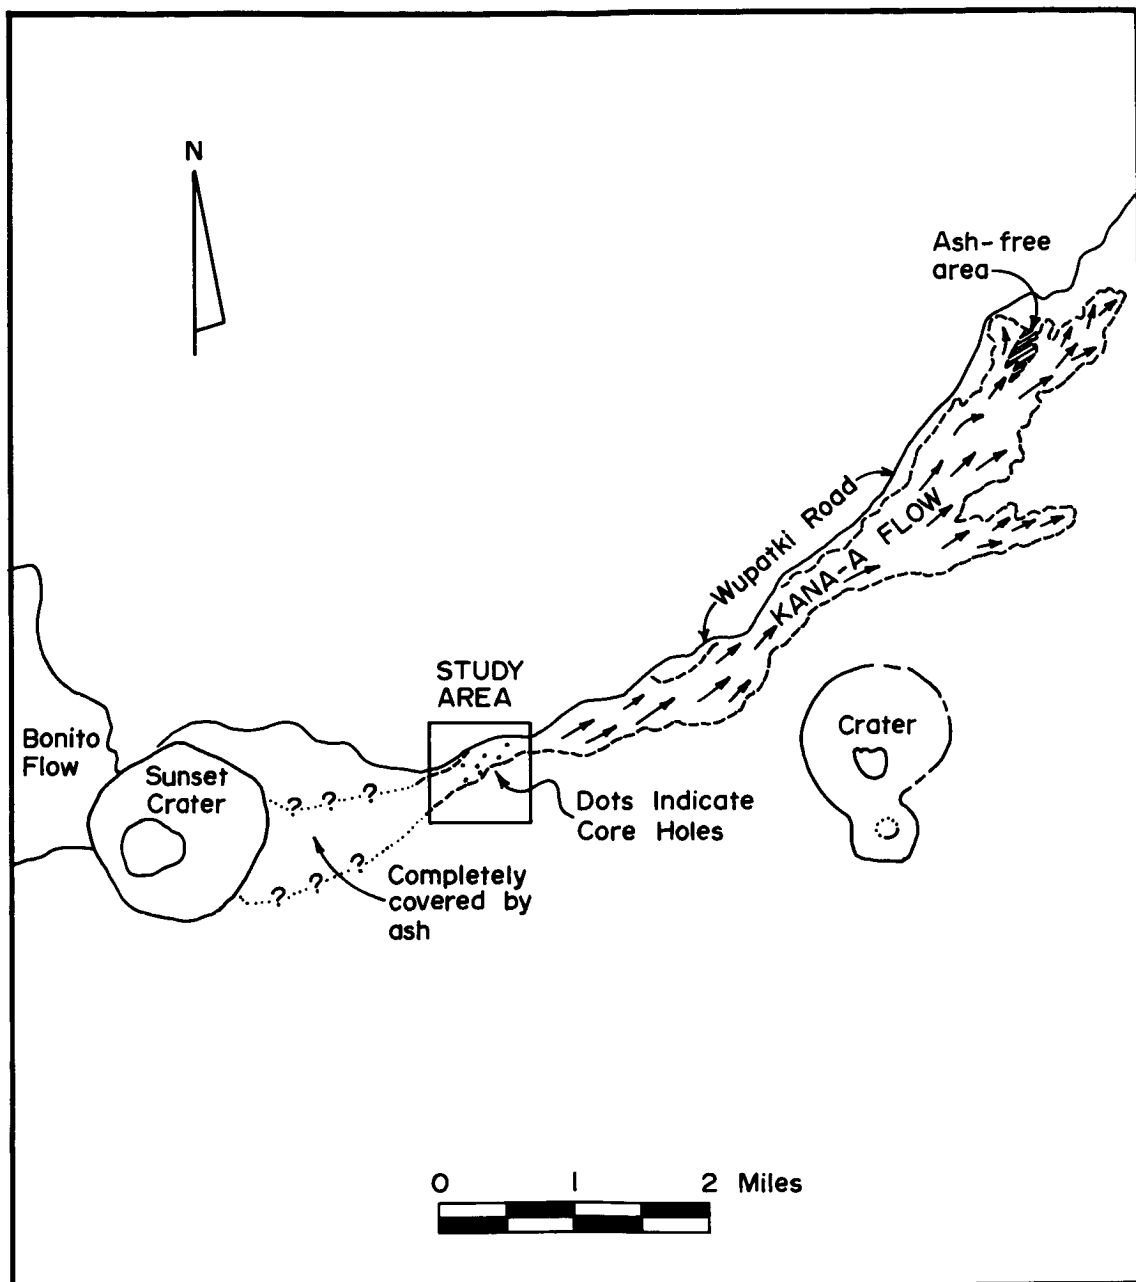 N
Ash-free
area
Wupatki Road
KANA-A FLOW
STUDY
AREA
Bonito
Flow
Sunset
Crater
Crater
? ? ?
Dots Indicate
Core Holes
? ? ?
Completely
covered by
ash
0 1 2 Miles